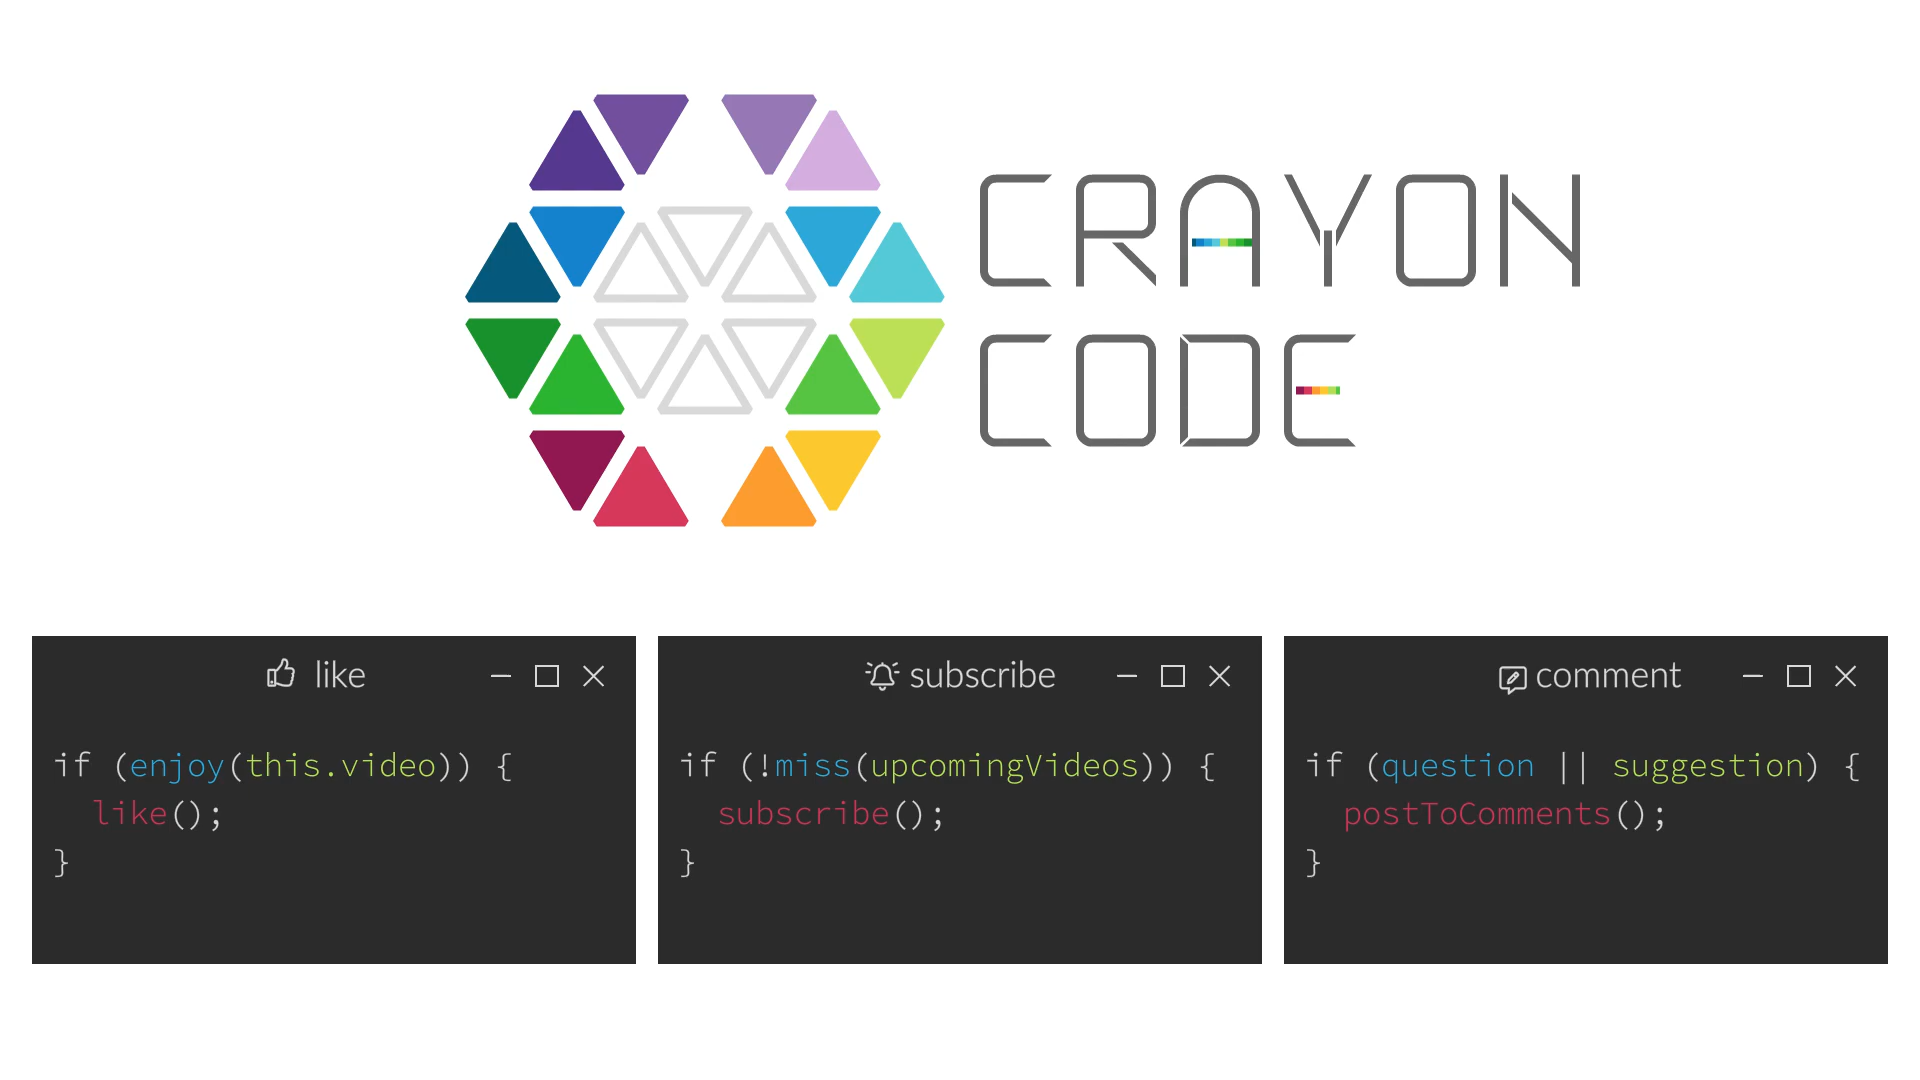 CRAYON
CODE
like
if (enjoy(this.video)) {
  like();
}
subscribe
if (!miss(upcomingVideos)) {
  subscribe();
}
comment
if (question || suggestion) {
  postToComments();
}